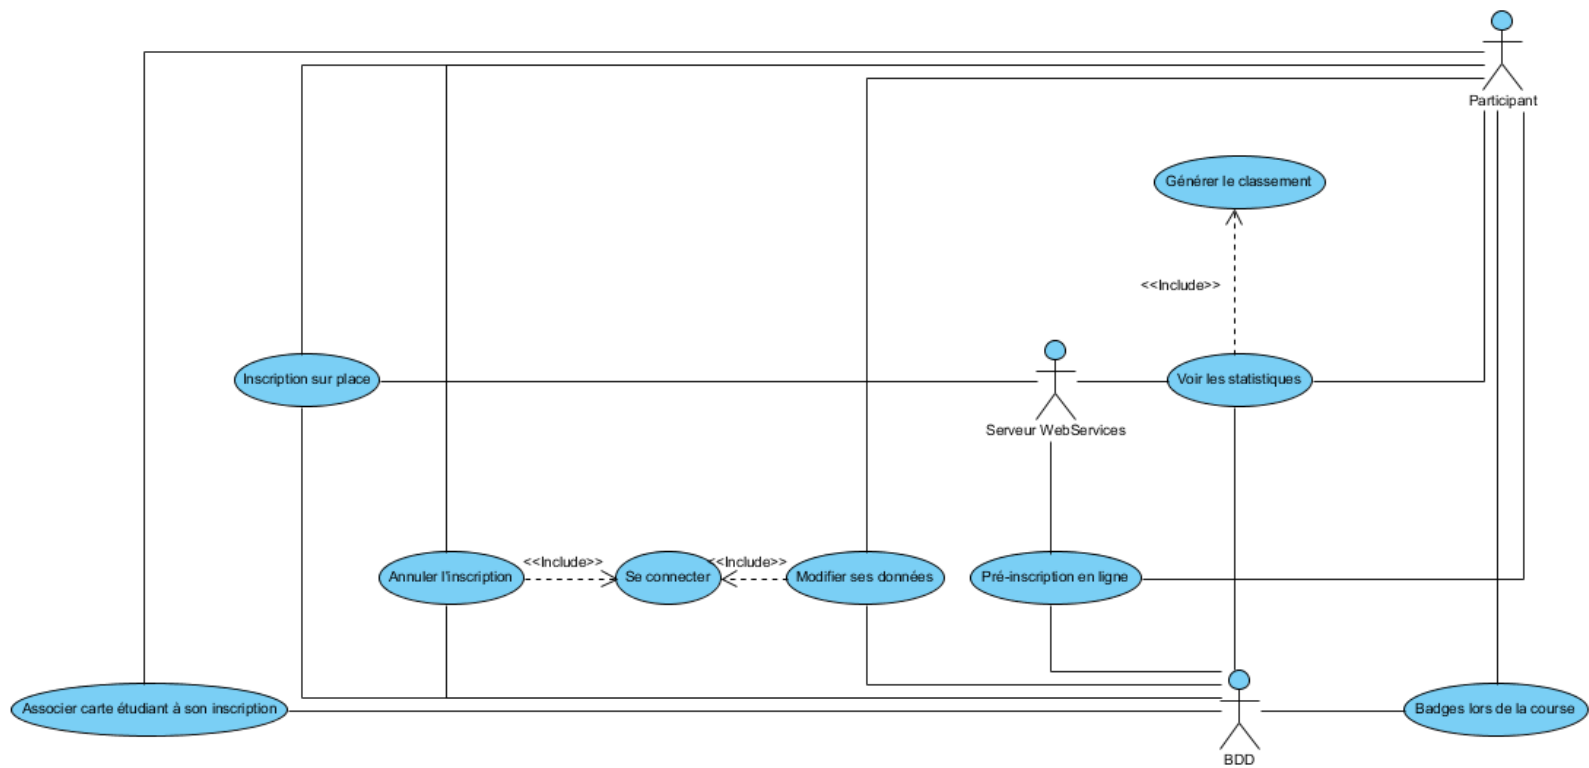 Participant
Générer le classement
<<Include>>
Inscription sur place
Voir les statistiques
Serveur WebServices
<<Include>>
<<Include>>
Annuler l'inscription
Se connecter
Modifier ses données
Pré-inscription en ligne
Associer carte étudiant à son inscription
Badges lors de la course
BDD